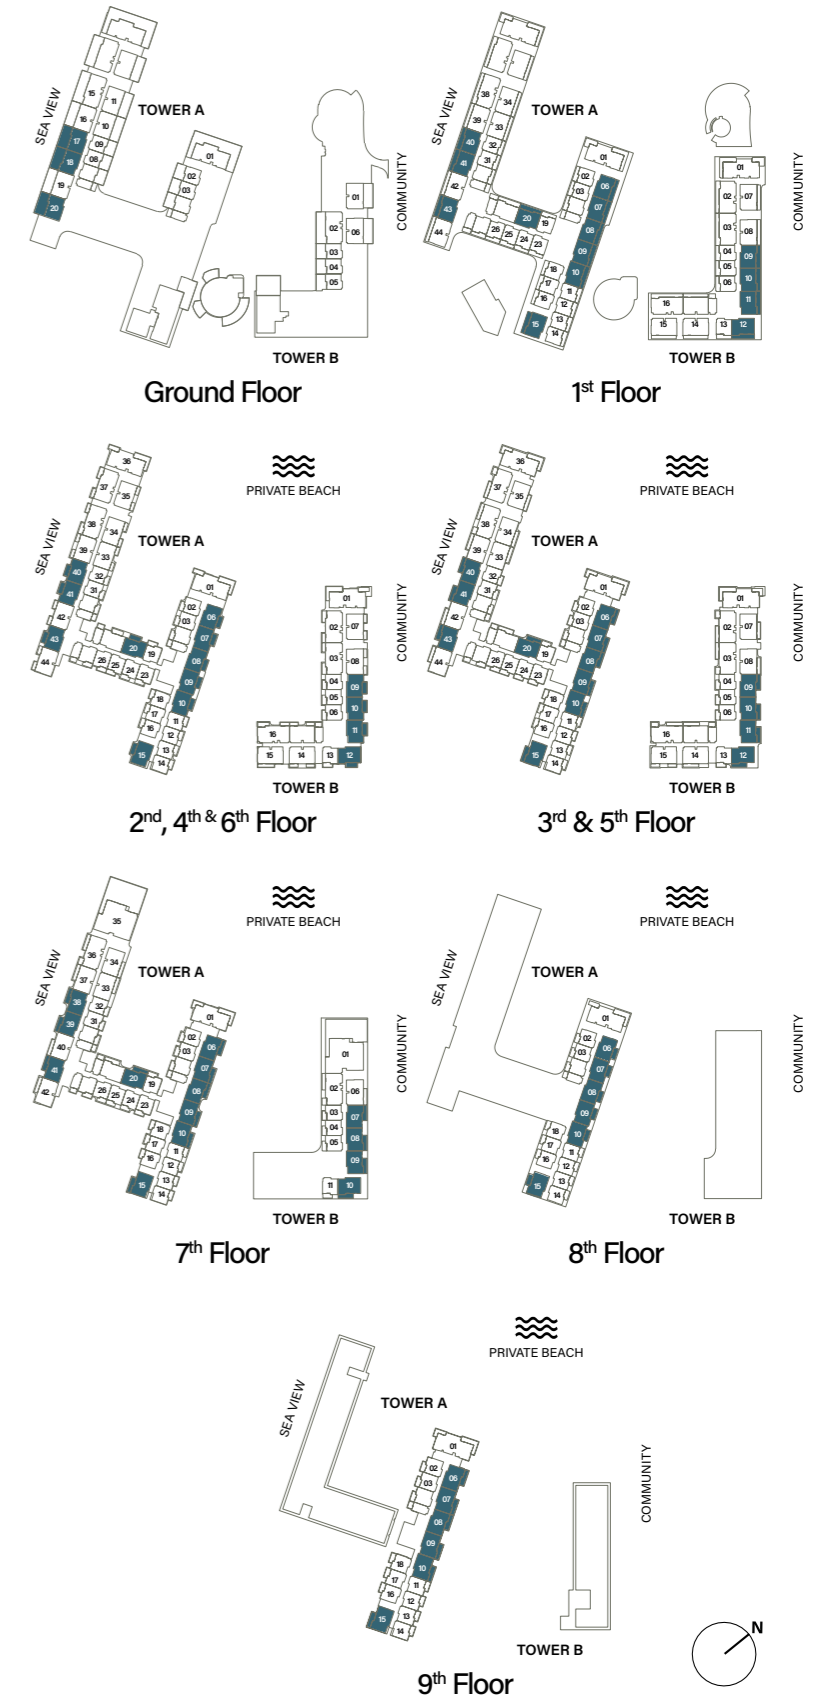 SEA VIEW
TOWER A
15 11
16 10
17 09
18 08
19
20
01
02
03
COMMUNITY
01
02 06
03
04
05
TOWER B
Ground Floor
SEA VIEW
TOWER A
38 34
39 33
40 32
41 31
42
43
44
20 19
26 25 24 23
01
02 06
03 07
08
09
10
18 11
17 12
16 13
15 14
COMMUNITY
01
02 07
03 08
04 09
05 10
06 11
16
15 14 13 12
TOWER B
1st Floor
PRIVATE BEACH
SEA VIEW
TOWER A
36
37 35
38 34
39 33
40 32
41 31
42
43
44
20 19
26 25 24 23
01
02 06
03 07
08
09
10
18 11
17 12
16 13
15 14
COMMUNITY
01
02 07
03 08
04 09
05 10
06 11
16
15 14 13 12
TOWER B
2nd, 4th & 6th Floor
PRIVATE BEACH
SEA VIEW
TOWER A
36
37 35
38 34
39 33
40 32
41 31
42
43
44
20 19
26 25 24 23
01
02 06
03 07
08
09
10
18 11
17 12
16 13
15 14
COMMUNITY
01
02 07
03 08
04 09
05 10
06 11
16
15 14 13 12
TOWER B
3rd & 5th Floor
PRIVATE BEACH
SEA VIEW
TOWER A
35
36 34
37 33
38 32
39 31
40
41
42
20 19
26 25 24 23
01
02 06
03 07
08
09
10
18 11
17 12
16 13
15 14
COMMUNITY
01
02 06
03 07
04 08
05 09
11 10
TOWER B
7th Floor
PRIVATE BEACH
SEA VIEW
TOWER A
01
02 06
03 07
08
09
10
18 11
17 12
16 13
15 14
COMMUNITY
TOWER B
8th Floor
PRIVATE BEACH
SEA VIEW
TOWER A
01
02 06
03 07
08
09
10
18 11
17 12
16 13
15 14
COMMUNITY
TOWER B
N
9th Floor